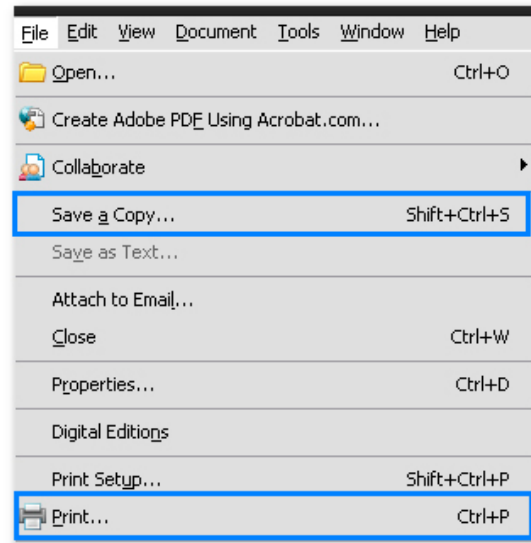 File Edit View Document Tools Window Help
Open... Ctrl+O
Create Adobe PDF Using Acrobat.com...
Collaborate
Save a Copy... Shift+Ctrl+S
Save as Text...
Attach to Email...
Close Ctrl+W
Properties... Ctrl+D
Digital Editions
Print Setup... Shift+Ctrl+P
Print... Ctrl+P